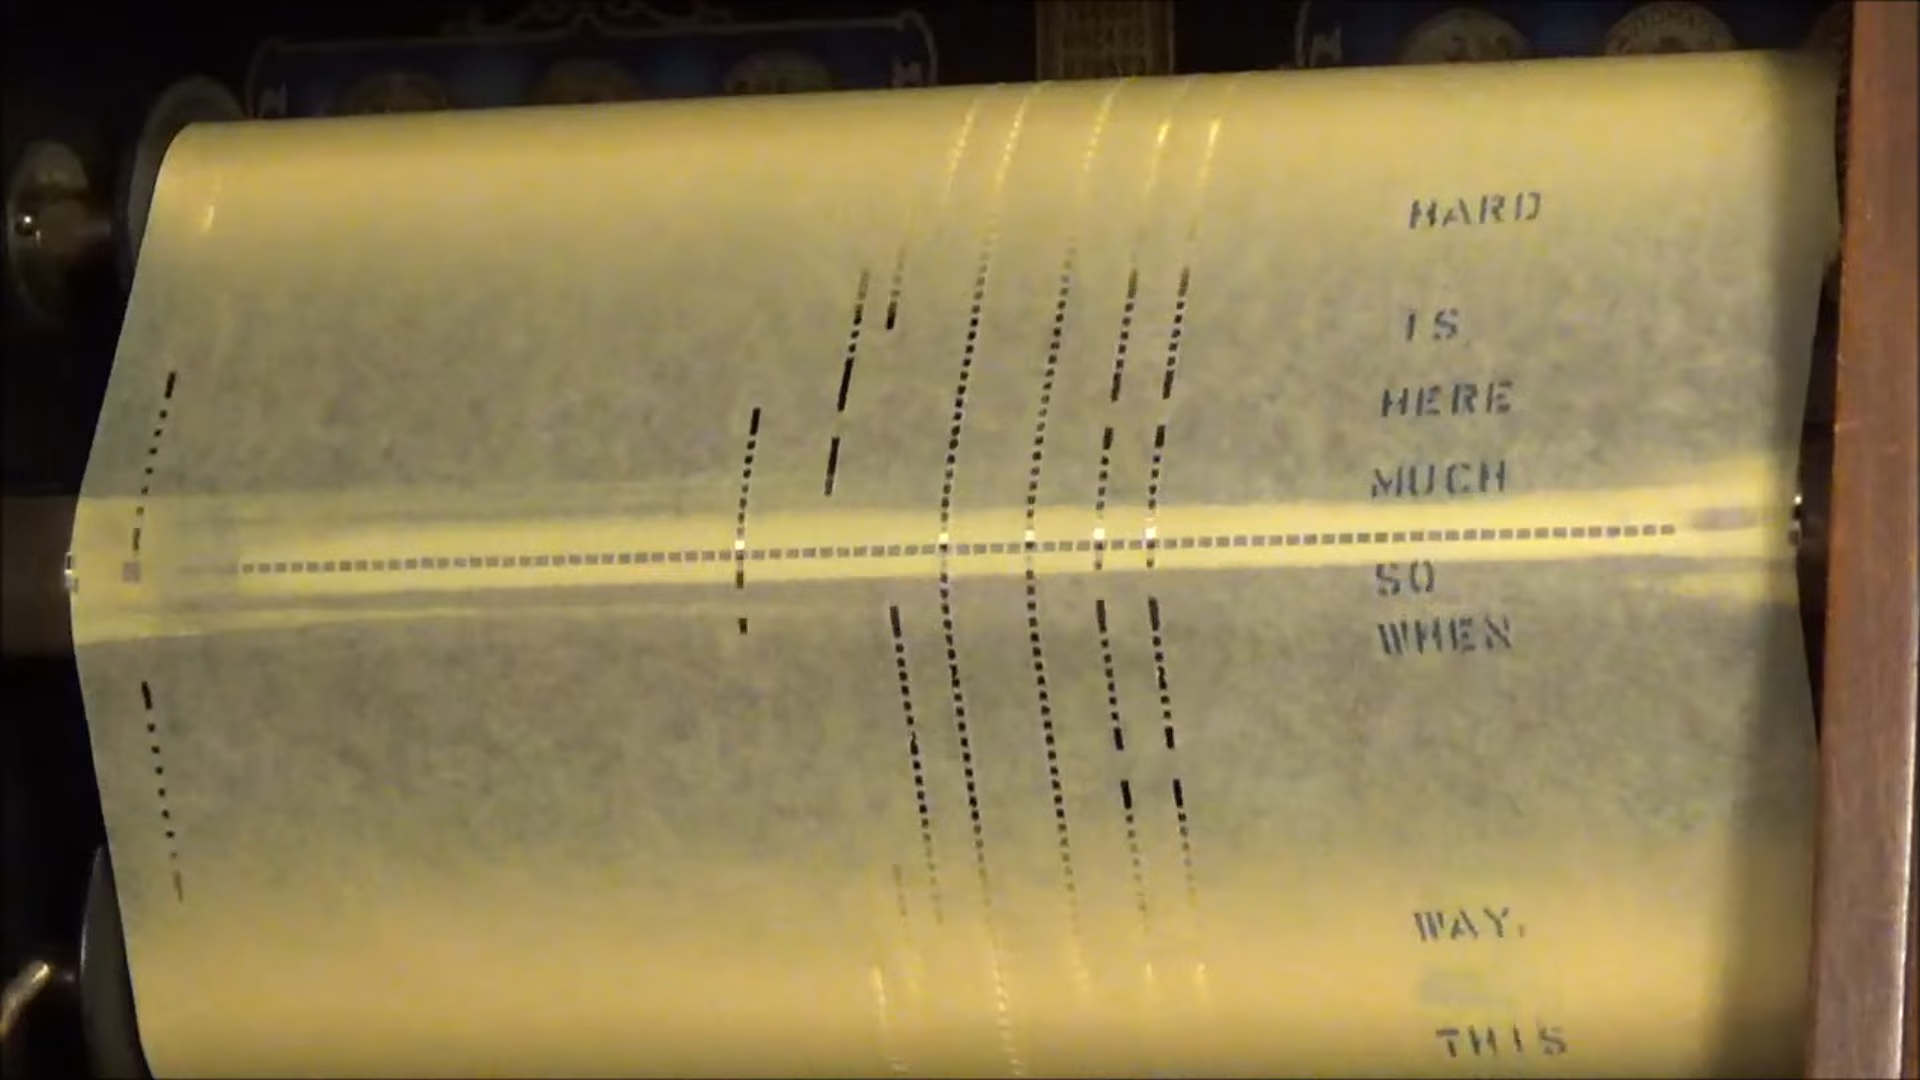 HARD
IS
HERE
MUCH
SO
WHEN
WAY.
THIS